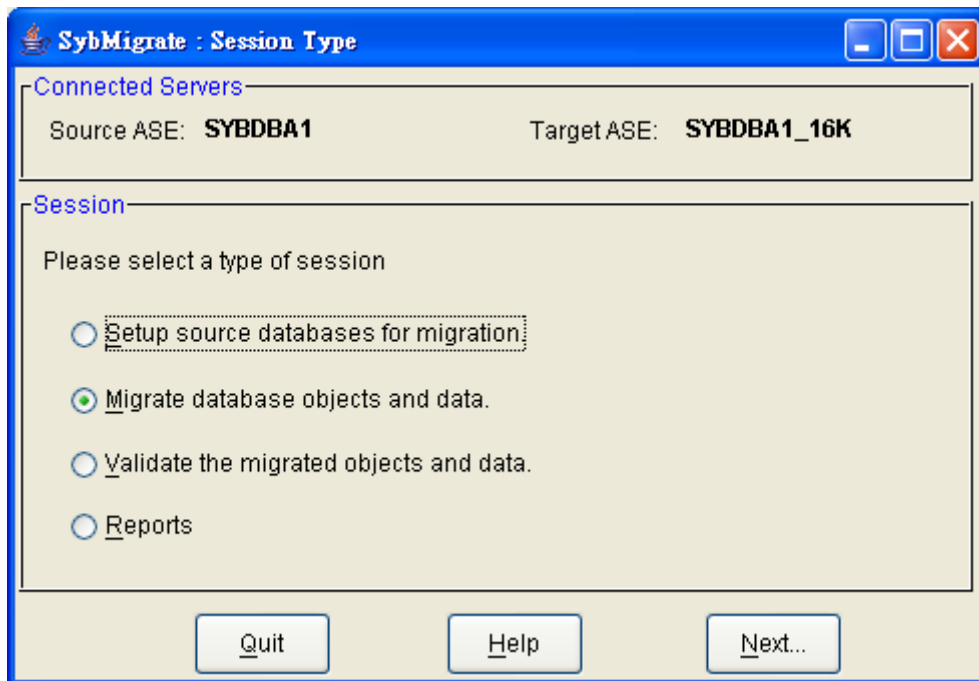 SybMigrate : Session Type
Connected Servers
Source ASE: SYBDBA1 Target ASE: SYBDBA1_16K
Session
Please select a type of session
Setup source databases for migration.
Migrate database objects and data.
Validate the migrated objects and data.
Reports
Quit Help Next...